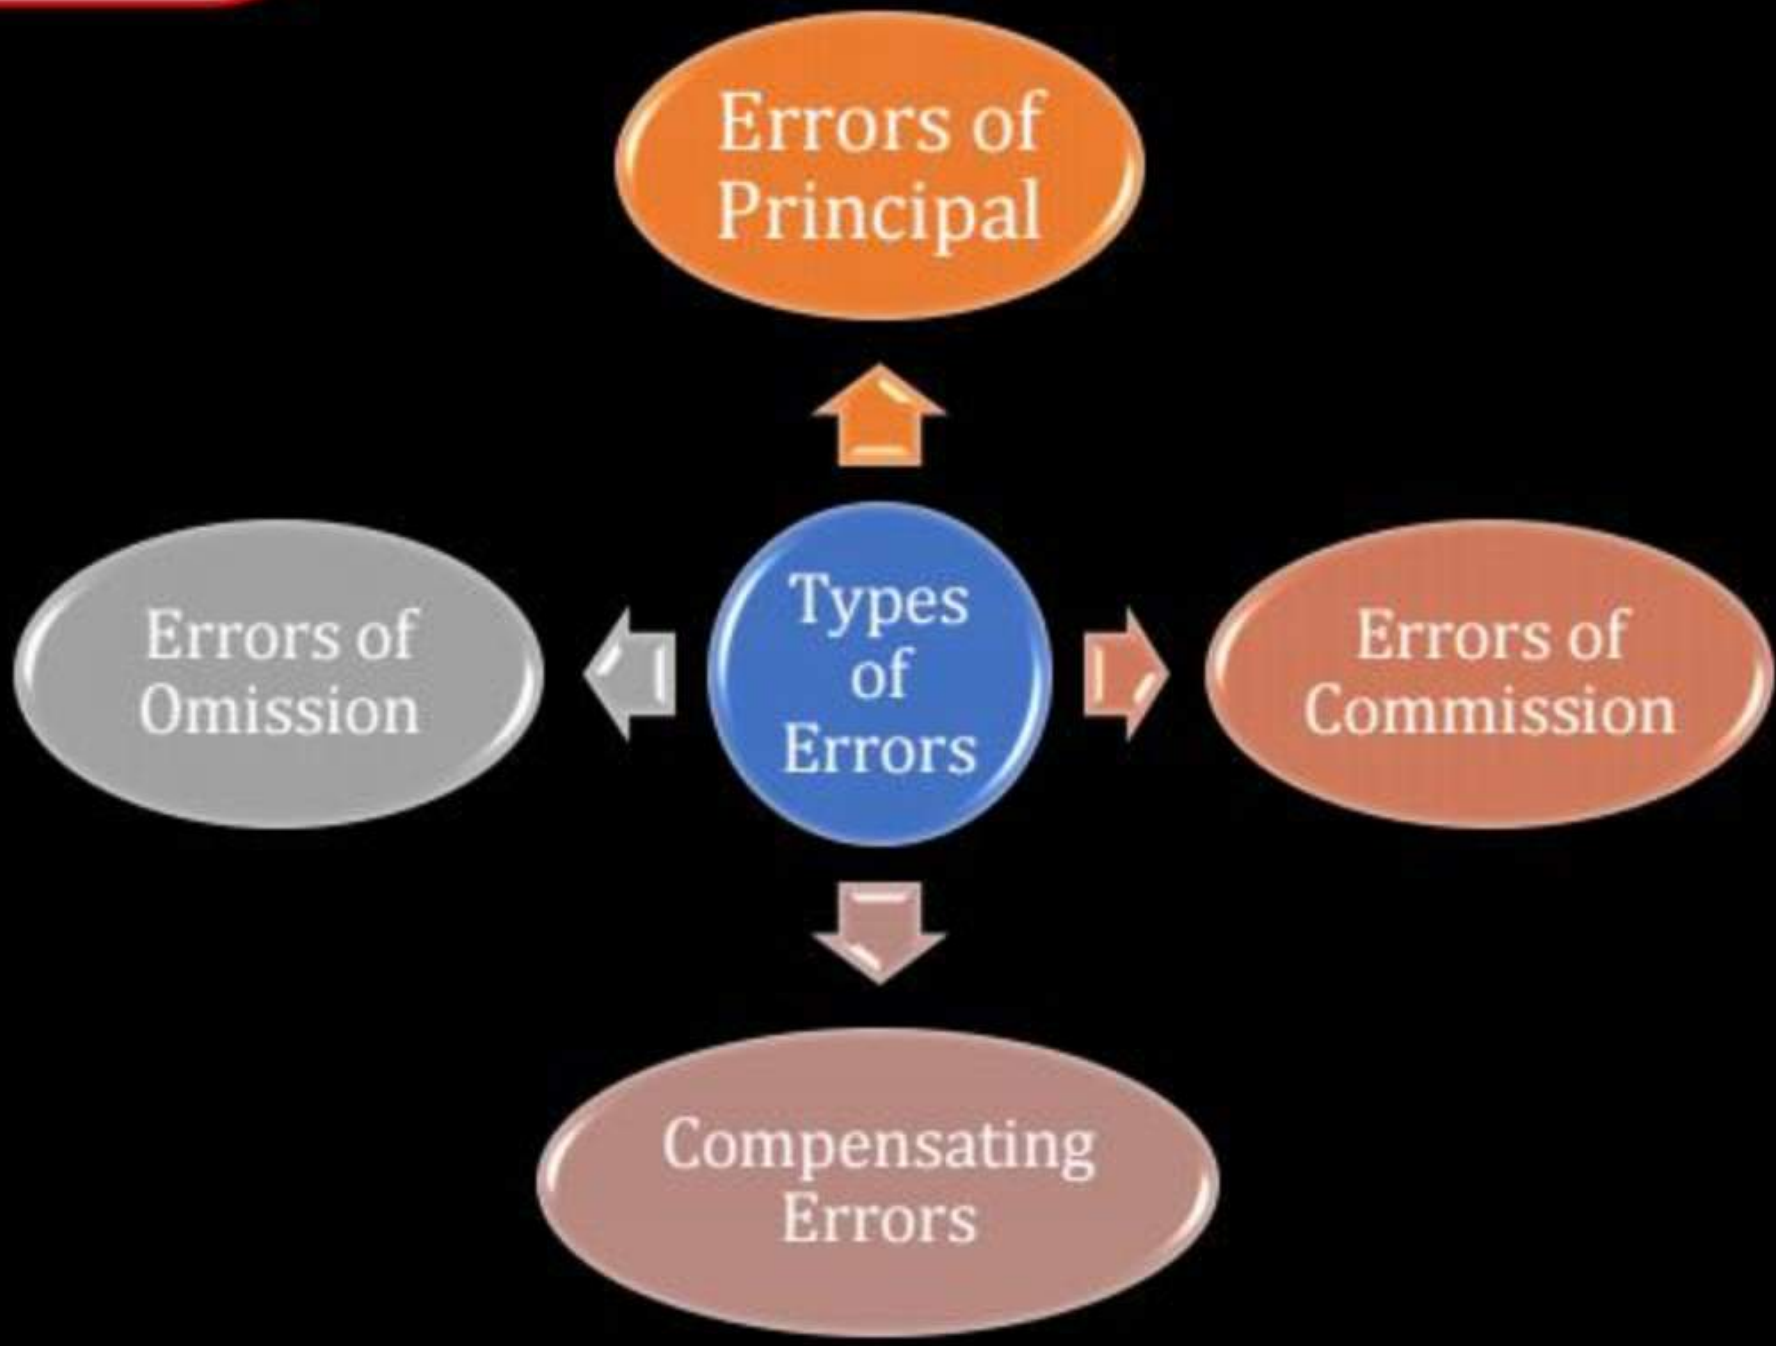 Errors of
Principal
Errors of
Omission
Types
of
Errors
Errors of
Commission
Compensating
Errors